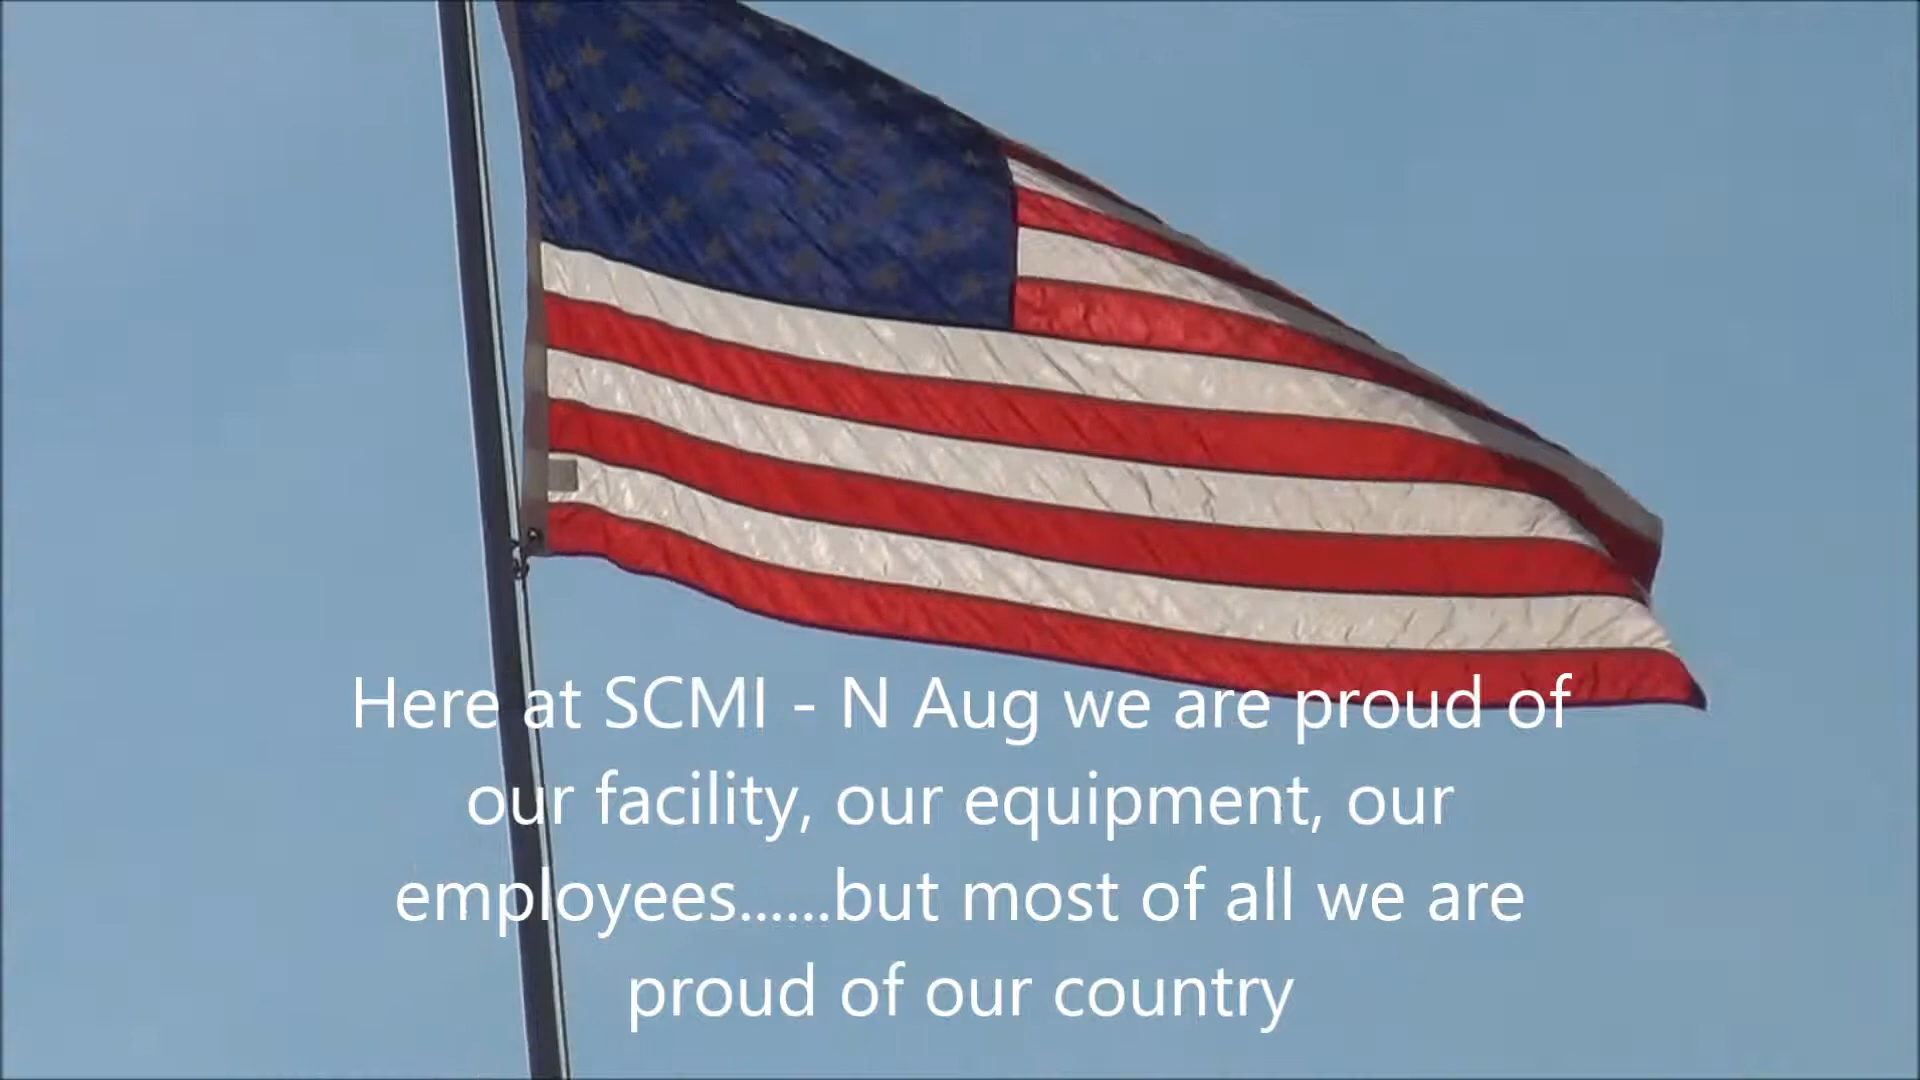 Here at SCMI - N Aug we are proud of
our facility, our equipment, our
employees......but most of all we are
proud of our country